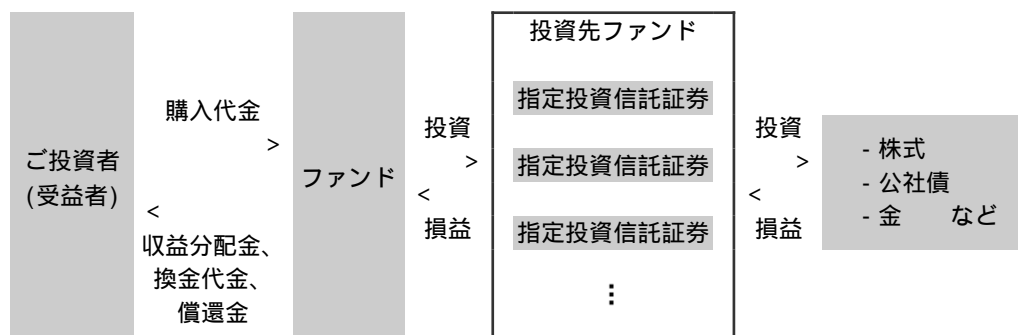 ご投資者
(受益者)
購入代金
>
<
収益分配金、
換金代金、
償還金
ファンド
投資
>
<
損益
投資先ファンド
指定投資信託証券
指定投資信託証券
指定投資信託証券
⋮
投資
>
<
損益
- 株式
- 公社債
- 金　など